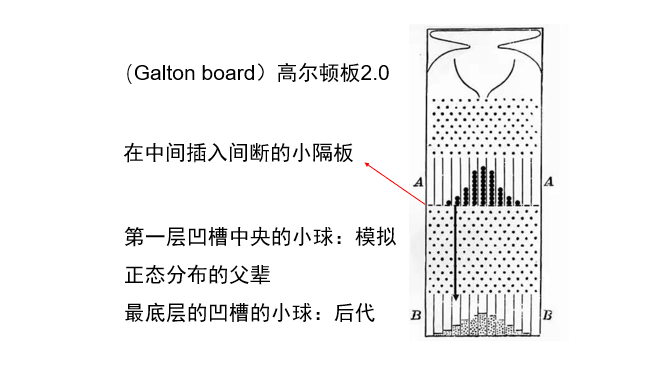 （Galton board）高尔顿板2.0
在中间插入间断的小隔板
A A
第一层凹槽中央的小球：模拟
正态分布的父辈
最底层的凹槽的小球：后代
B B